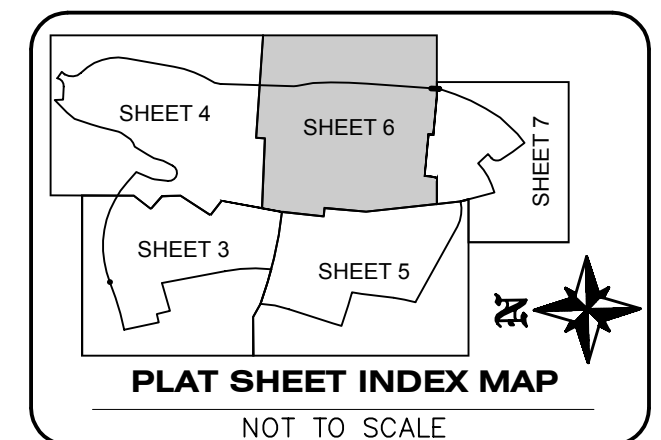 SHEET 4
SHEET 6
SHEET 7
SHEET 3
SHEET 5
N
PLAT SHEET INDEX MAP
NOT TO SCALE